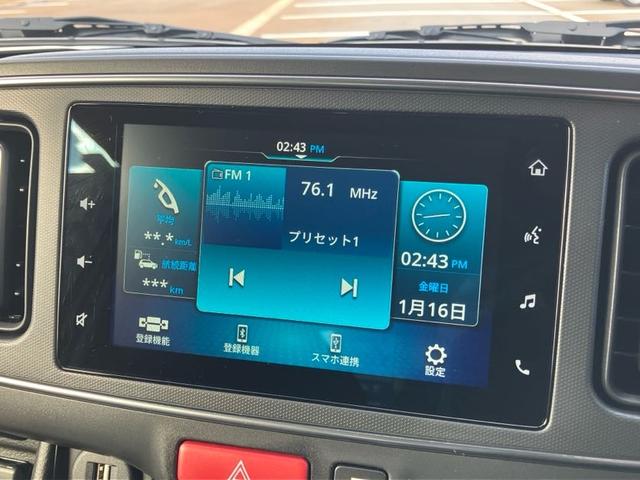 02:43 PM
平均
**.* km/L
航続距離
*** km
FM 1
76.1 MHz
プリセット1
02:43 PM
金曜日
1月16日
登録機能
登録機器
スマホ連携
設定